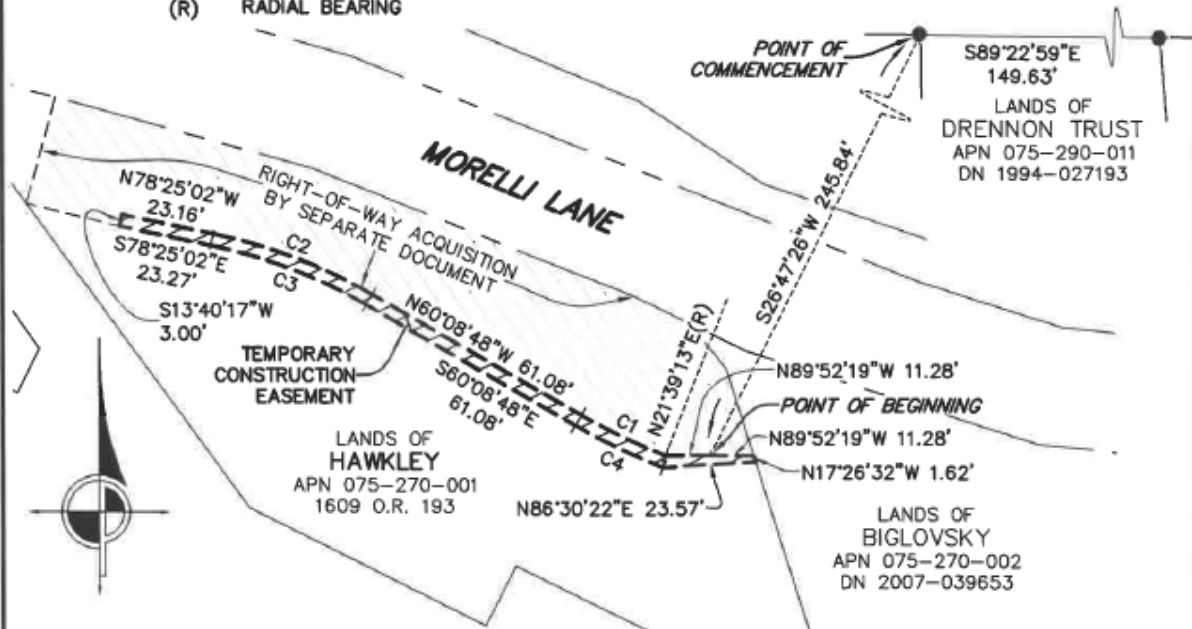 (R) RADIAL BEARING
POINT OF
COMMENCEMENT
S89°22'59"E
149.63'
LANDS OF
DRENNON TRUST
APN 075-290-011
DN 1994-027193
MORELLI LANE
S26°47'26"W 245.84'
RIGHT-OF-WAY ACQUISITION
BY SEPARATE DOCUMENT
N78°25'02"W
23.16'
C2
S78°25'02"E
23.27'
C3
S13°40'17"W
3.00'
N60°08'48"W 61.08'
S60°08'48"E
61.08'
TEMPORARY
CONSTRUCTION
EASEMENT
N21°39'13"E(R)
C1
C4
N89°52'19"W 11.28'
POINT OF BEGINNING
N89°52'19"W 11.28'
N17°26'32"W 1.62'
N86°30'22"E 23.57'
LANDS OF
HAWKLEY
APN 075-270-001
1609 O.R. 193
LANDS OF
BIGLOVSKY
APN 075-270-002
DN 2007-039653